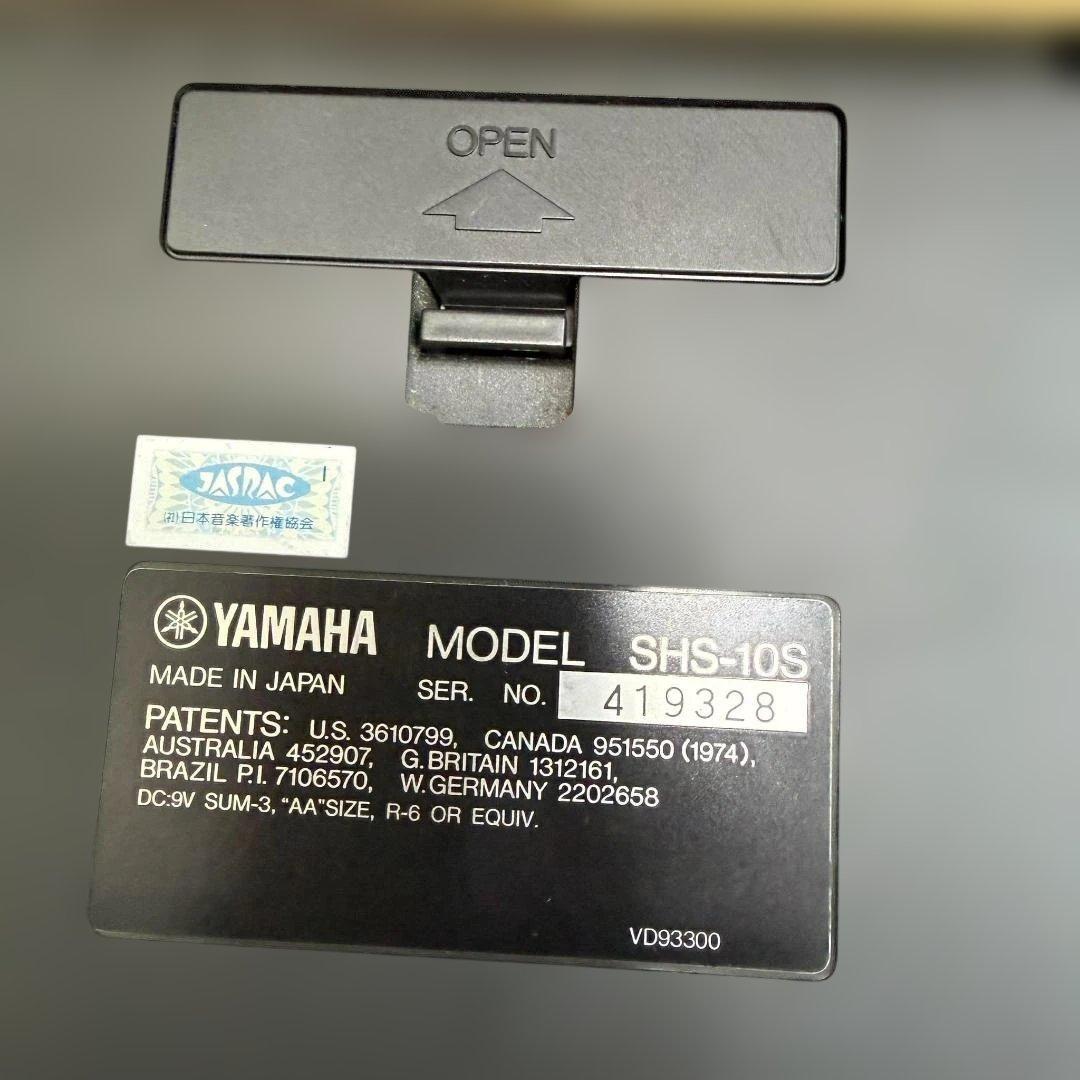 OPEN
JASRAC
I
(社)日本音楽著作権協会
YAMAHA MODEL SHS-10S
MADE IN JAPAN SER. NO. 419328
PATENTS: U.S. 3610799, CANADA 951550 (1974),
AUSTRALIA 452907, G.BRITAIN 1312161,
BRAZIL P.I. 7106570, W.GERMANY 2202658
DC:9V SUM-3, "AA"SIZE, R-6 OR EQUIV.
VD93300